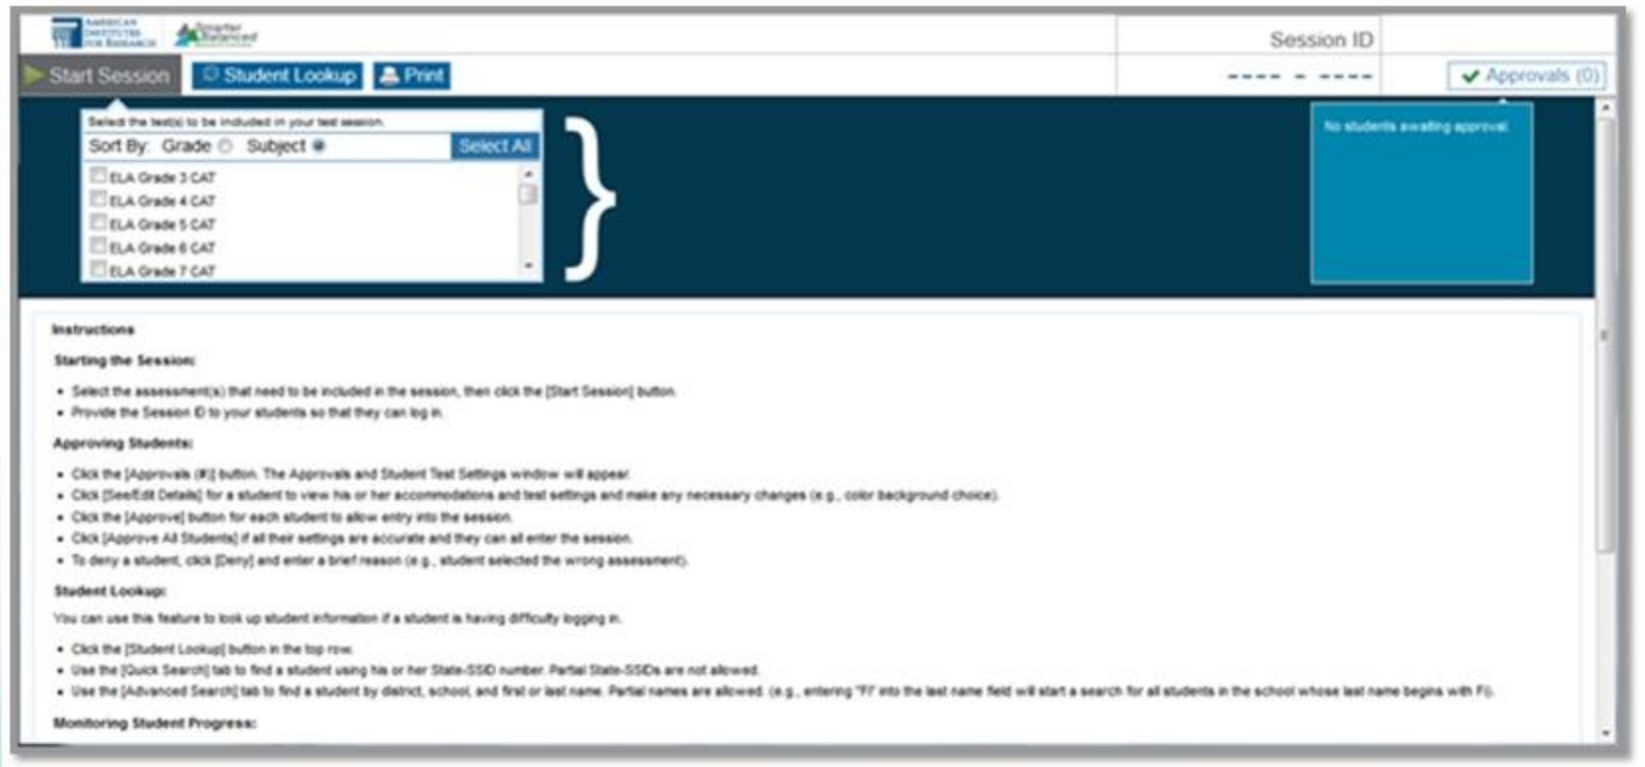 AMERICAN
INSTITUTES
FOR RESEARCH
Smarter
Balanced
Session ID
Start Session
Student Lookup
Print
---- - ----
Approvals (0)
Select the test(s) to be included in your test session.
Sort By: Grade Subject
Select All
ELA Grade 3 CAT
ELA Grade 4 CAT
ELA Grade 5 CAT
ELA Grade 6 CAT
ELA Grade 7 CAT
}
No students awaiting approval.
Instructions
Starting the Session:
• Select the assessment(s) that need to be included in the session, then click the [Start Session] button.
• Provide the Session ID to your students so that they can log in.
Approving Students:
• Click the [Approvals (#)] button. The Approvals and Student Test Settings window will appear.
• Click [See/Edit Details] for a student to view his or her accommodations and test settings and make any necessary changes (e.g., color background choice).
• Click the [Approve] button for each student to allow entry into the session.
• Click [Approve All Students] if all their settings are accurate and they can all enter the session.
• To deny a student, click [Deny] and enter a brief reason (e.g., student selected the wrong assessment).
Student Lookup:
You can use this feature to look up student information if a student is having difficulty logging in.
• Click the [Student Lookup] button in the top row.
• Use the [Quick Search] tab to find a student using his or her State-SSID number. Partial State-SSIDs are not allowed.
• Use the [Advanced Search] tab to find a student by district, school, and first or last name. Partial names are allowed. (e.g., entering "Fi" into the last name field will start a search for all students in the school whose last name begins with Fi).
Monitoring Student Progress: